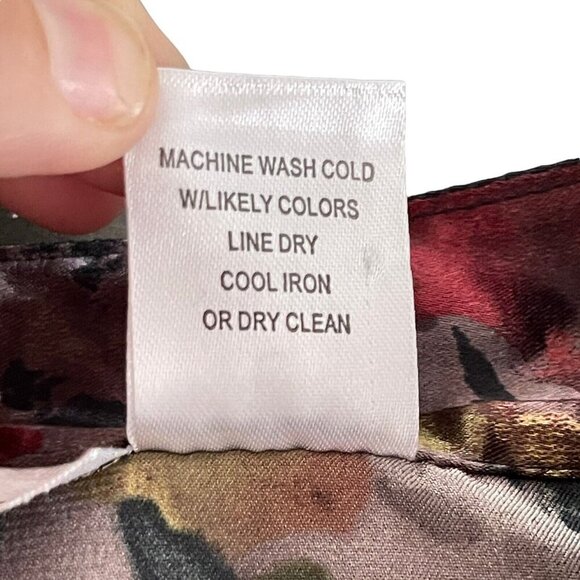 MACHINE WASH COLD
W/LIKELY COLORS
LINE DRY
COOL IRON
OR DRY CLEAN